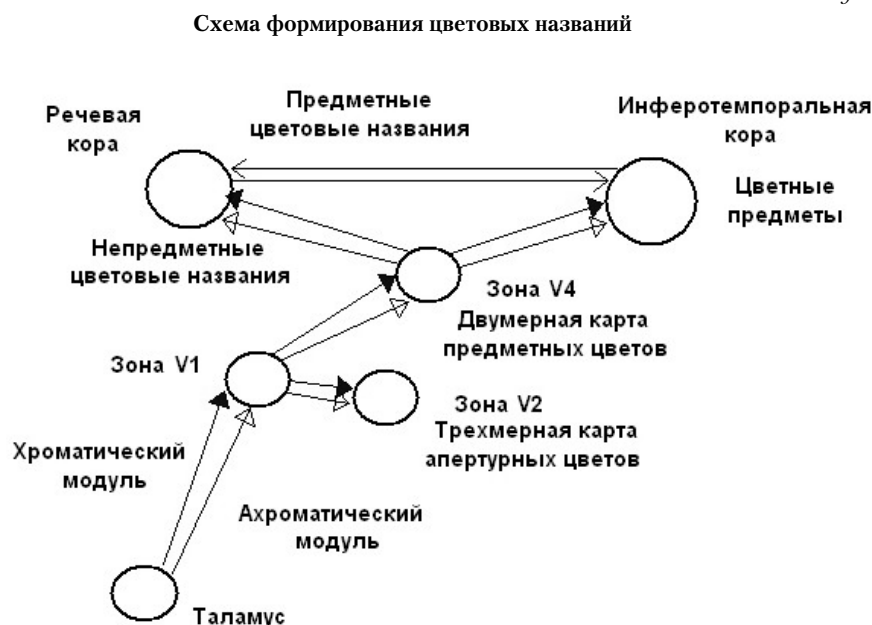 Схема формирования цветовых названий
Речевая
кора
Предметные
цветовые названия
Инферотемпоральная
кора
Цветные
предметы
Непредметные
цветовые названия
Зона V4
Двумерная карта
предметных цветов
Зона V1
Зона V2
Трехмерная карта
апертурных цветов
Хроматический
модуль
Ахроматический
модуль
Таламус